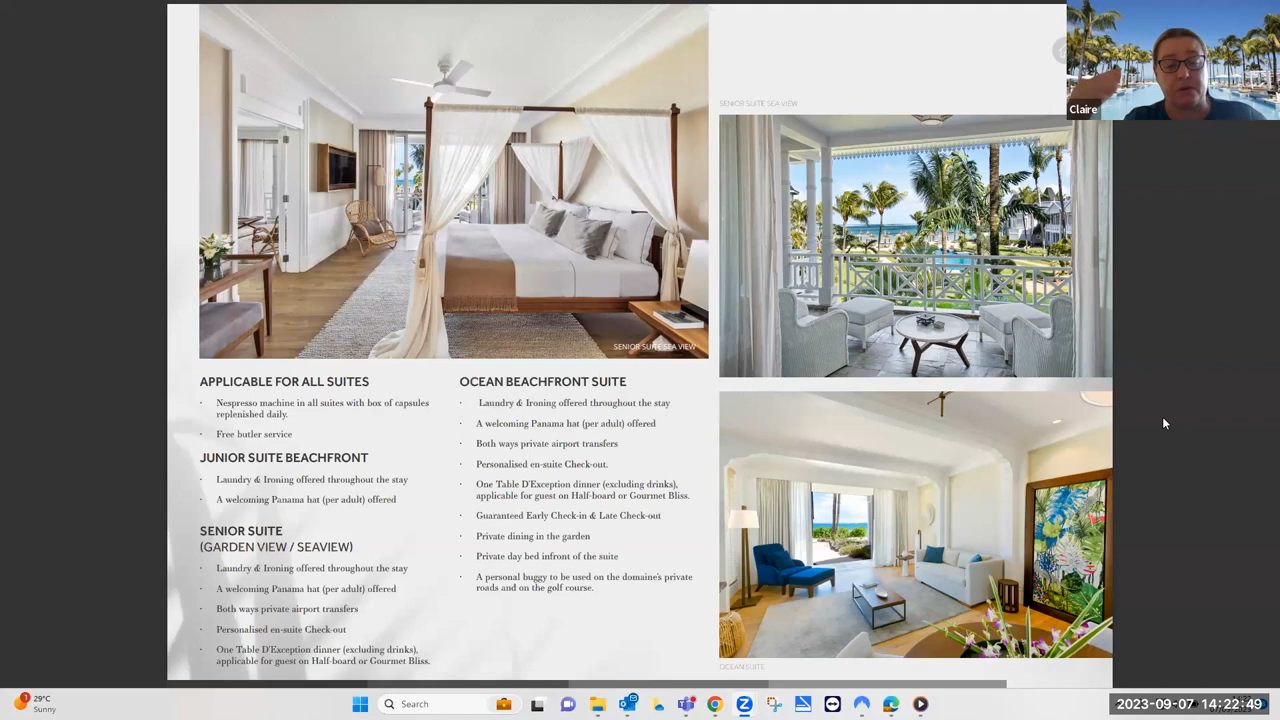 SENIOR SUITE SEA VIEW
Claire
SENIOR SUITE SEA VIEW
APPLICABLE FOR ALL SUITES
· Nespresso machine in all suites with box of capsules
replenished daily.
· Free butler service
JUNIOR SUITE BEACHFRONT
· Laundry & Ironing offered throughout the stay
· A welcoming Panama hat (per adult) offered
SENIOR SUITE
(GARDEN VIEW / SEAVIEW)
· Laundry & Ironing offered throughout the stay
· A welcoming Panama hat (per adult) offered
· Both ways private airport transfers
· Personalised en-suite Check-out
· One Table D'Exception dinner (excluding drinks),
applicable for guest on Half-board or Gourmet Bliss.
OCEAN BEACHFRONT SUITE
· Laundry & Ironing offered throughout the stay
· A welcoming Panama hat (per adult) offered
· Both ways private airport transfers
· Personalised en-suite Check-out.
· One Table D'Exception dinner (excluding drinks),
applicable for guest on Half-board or Gourmet Bliss.
· Guaranteed Early Check-in & Late Check-out
· Private dining in the garden
· Private day bed infront of the suite
· A personal buggy to be used on the domaine's private
roads and on the golf course.
OCEAN SUITE
1
29°C
Sunny
Search
2023-09-07 14:22:49